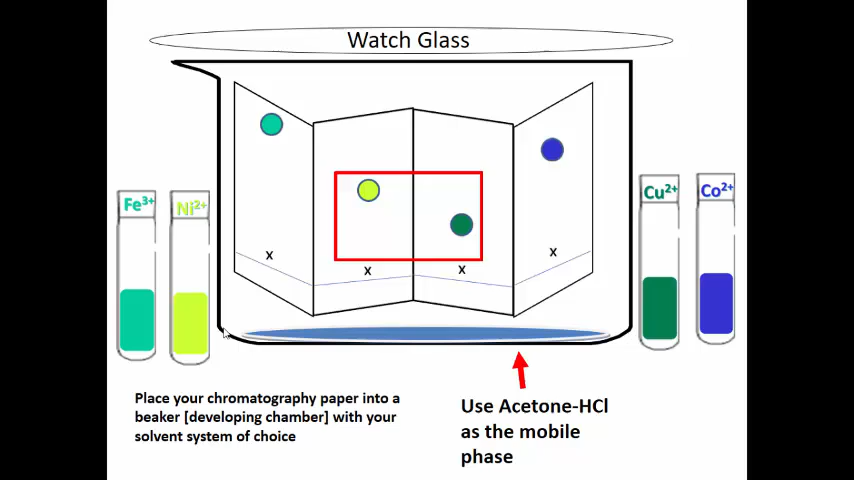 Watch Glass
Fe³⁺
Ni²⁺
Cu²⁺
Co²⁺
x
x
x
x
Place your chromatography paper into a
beaker [developing chamber] with your
solvent system of choice
Use Acetone-HCl
as the mobile
phase